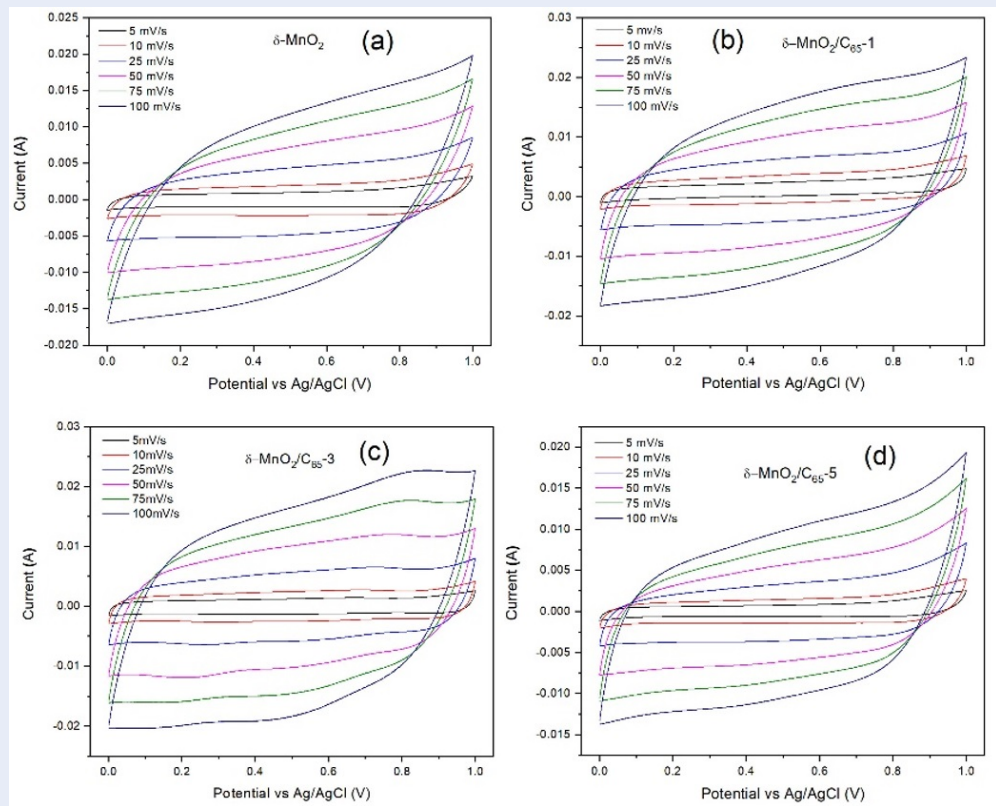 δ-MnO₂
(a)
5 mV/s
10 mV/s
25 mV/s
50 mV/s
75 mV/s
100 mV/s
0.025
0.020
0.015
0.010
0.005
0.000
-0.005
-0.010
-0.015
-0.020
Current (A)
0.0 0.2 0.4 0.6 0.8 1.0
Potential vs Ag/AgCl (V)
(b)
δ–MnO₂/C₆₅-1
5 mv/s
10 mV/s
25 mV/s
50 mV/s
75 mV/s
100 mV/s
0.03
0.02
0.01
0.00
-0.01
-0.02
Current (A)
0.0 0.2 0.4 0.6 0.8 1.0
Potential vs Ag/AgCl (V)
(c)
δ–MnO₂/C₆₅-3
5mV/s
10mV/s
25mV/s
50mV/s
75mV/s
100mV/s
0.03
0.02
0.01
0.00
-0.01
-0.02
Current (A)
0.0 0.2 0.4 0.6 0.8 1.0
Potential vs Ag/AgCl (V)
(d)
δ–MnO₂/C₆₅-5
5 mV/s
10 mV/s
25 mV/s
50 mV/s
75 mV/s
100 mV/s
0.020
0.015
0.010
0.005
0.000
-0.005
-0.010
-0.015
Current (A)
0.0 0.2 0.4 0.6 0.8 1.0
Potential vs Ag/AgCl (V)